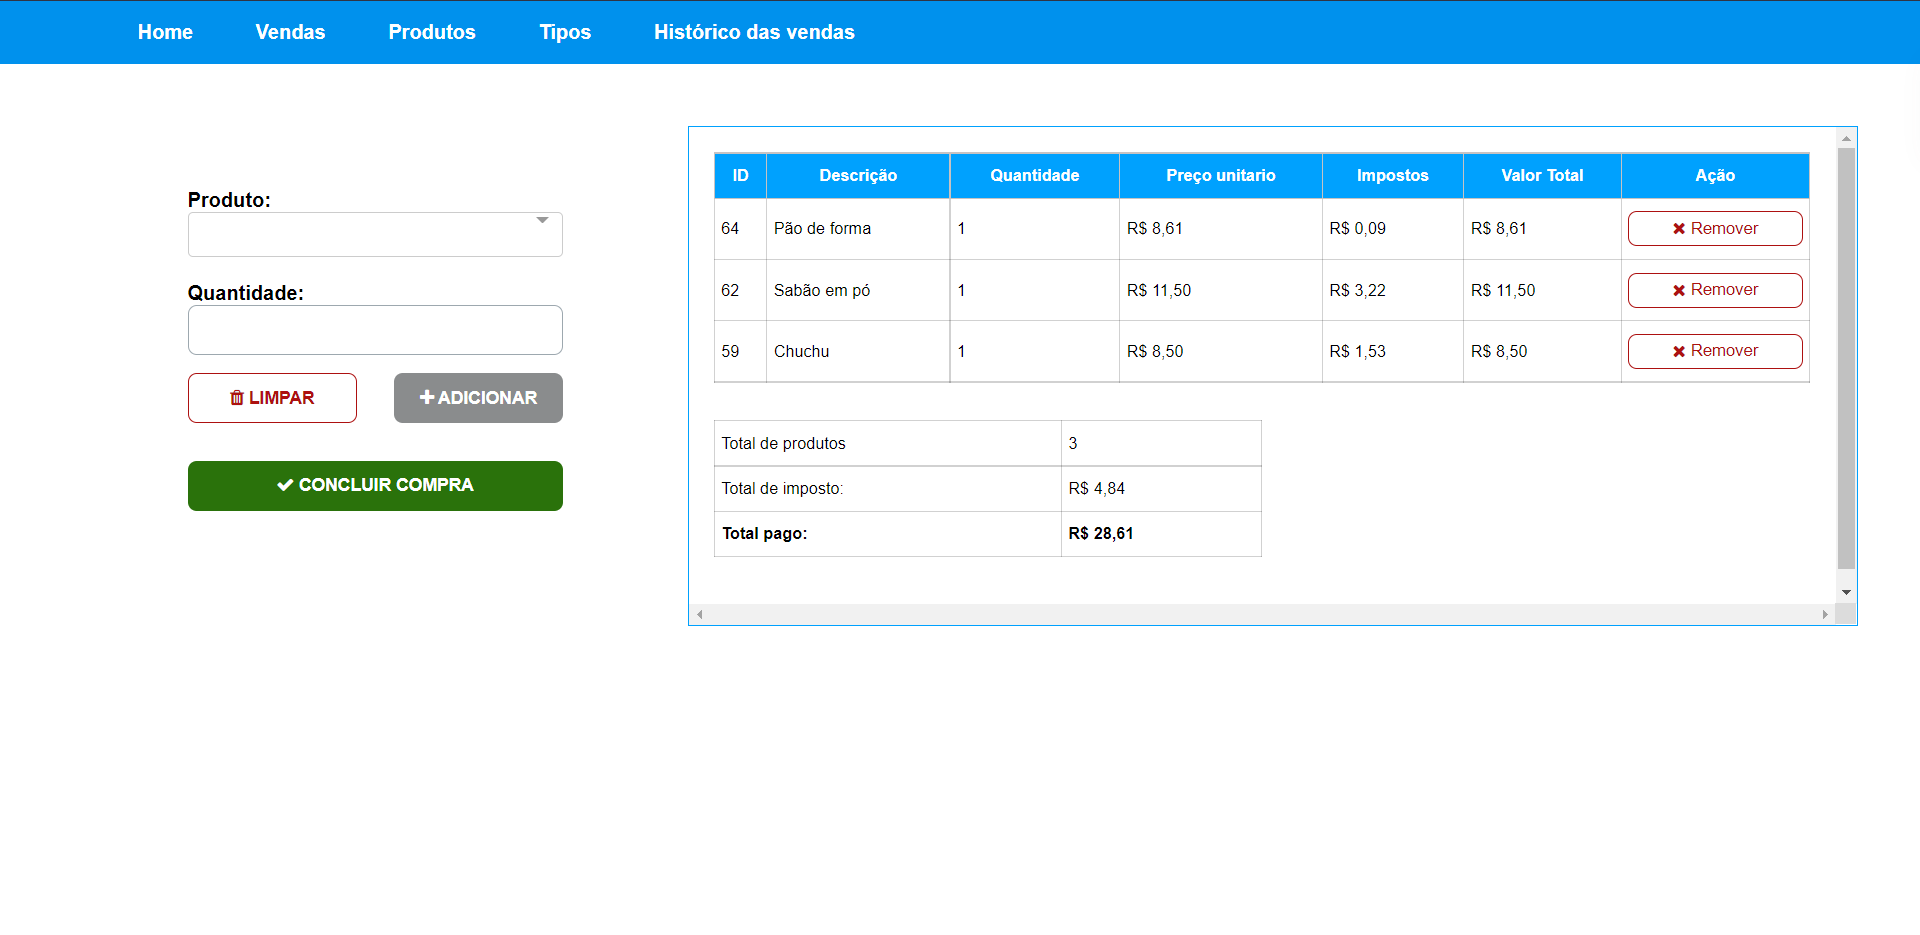 Home Vendas Produtos Tipos Histórico das vendas
Produto:
Quantidade:
LIMPAR ADICIONAR
CONCLUIR COMPRA
ID Descrição Quantidade Preço unitario Impostos Valor Total Ação
64 Pão de forma 1 R$ 8,61 R$ 0,09 R$ 8,61 Remover
62 Sabão em pó 1 R$ 11,50 R$ 3,22 R$ 11,50 Remover
59 Chuchu 1 R$ 8,50 R$ 1,53 R$ 8,50 Remover
Total de produtos 3
Total de imposto: R$ 4,84
Total pago: R$ 28,61